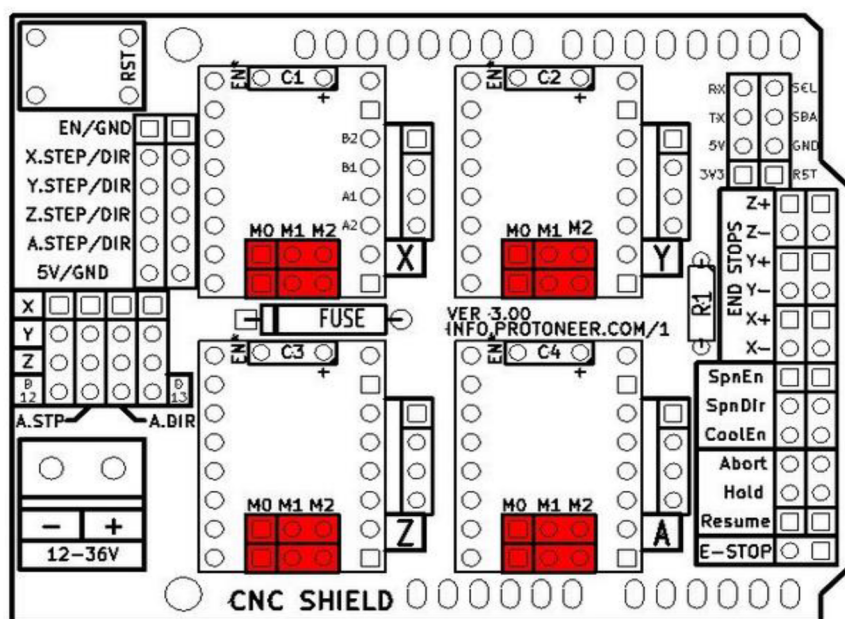 RST
EN/GND
X.STEP/DIR
Y.STEP/DIR
Z.STEP/DIR
A.STEP/DIR
5V/GND
X
Y
Z
D 12
D 13
A.STP
A.DIR
- +
12-36V
EN*
C1
+
B2
B1
A1
A2
M0 M1 M2
X
EN*
C2
+
M0 M1 M2
Y
FUSE
VER 3.00
INFO.PROTONEER.COM/1
R1
EN*
C3
+
M0 M1 M2
Z
EN*
C4
+
M0 M1 M2
A
RX SCL
TX SDA
5V GND
3V3 RST
END STOPS
Z+
Z-
Y+
Y-
X+
X-
SpnEn
SpnDir
CoolEn
Abort
Hold
Resume
E-STOP
CNC SHIELD